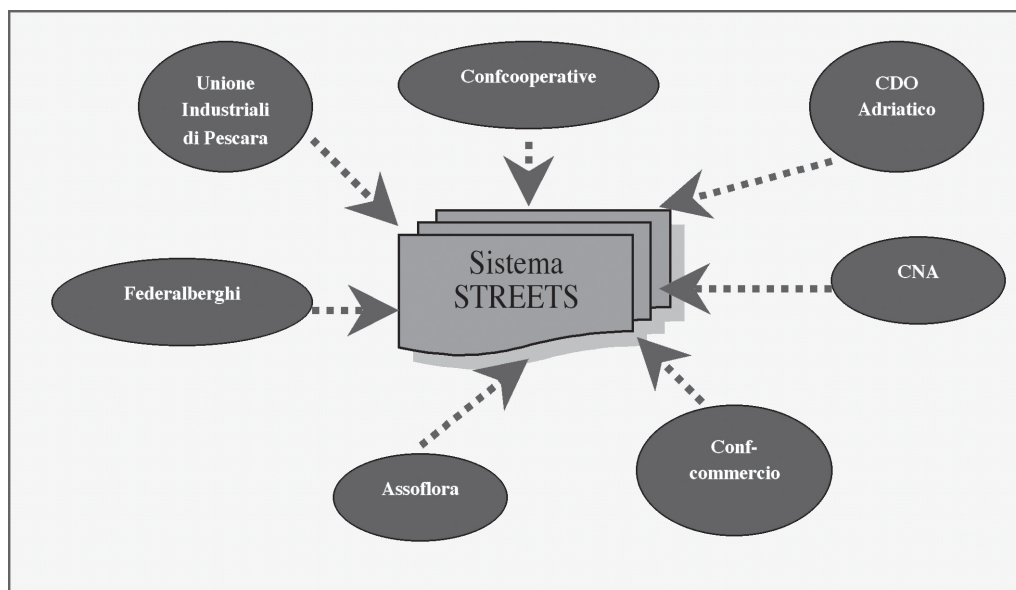 Unione
Industriali
di Pescara
Confcooperative
CDO
Adriatico
Sistema
STREETS
Federalberghi
CNA
Assoflora
Conf-
commercio